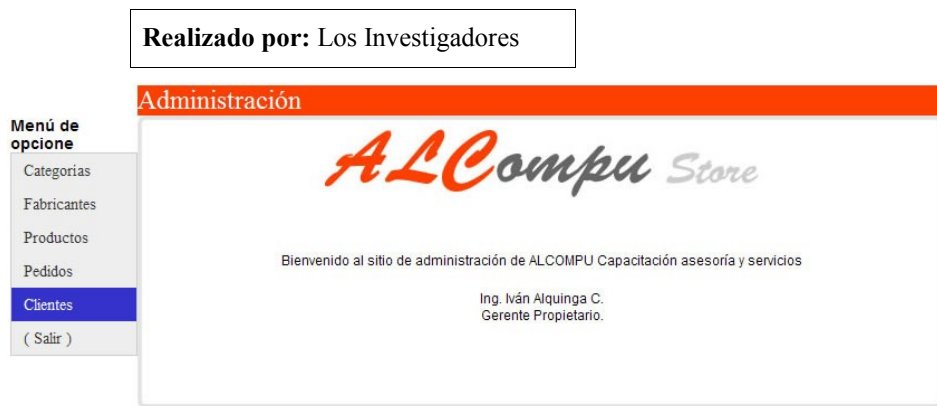 Realizado por: Los Investigadores
Administración
Menú de
opcione
Categorias
Fabricantes
Productos
Pedidos
Clientes
( Salir )
ALCompu Store
Bienvenido al sitio de administración de ALCOMPU Capacitación asesoría y servicios
Ing. Iván Alquinga C.
Gerente Propietario.